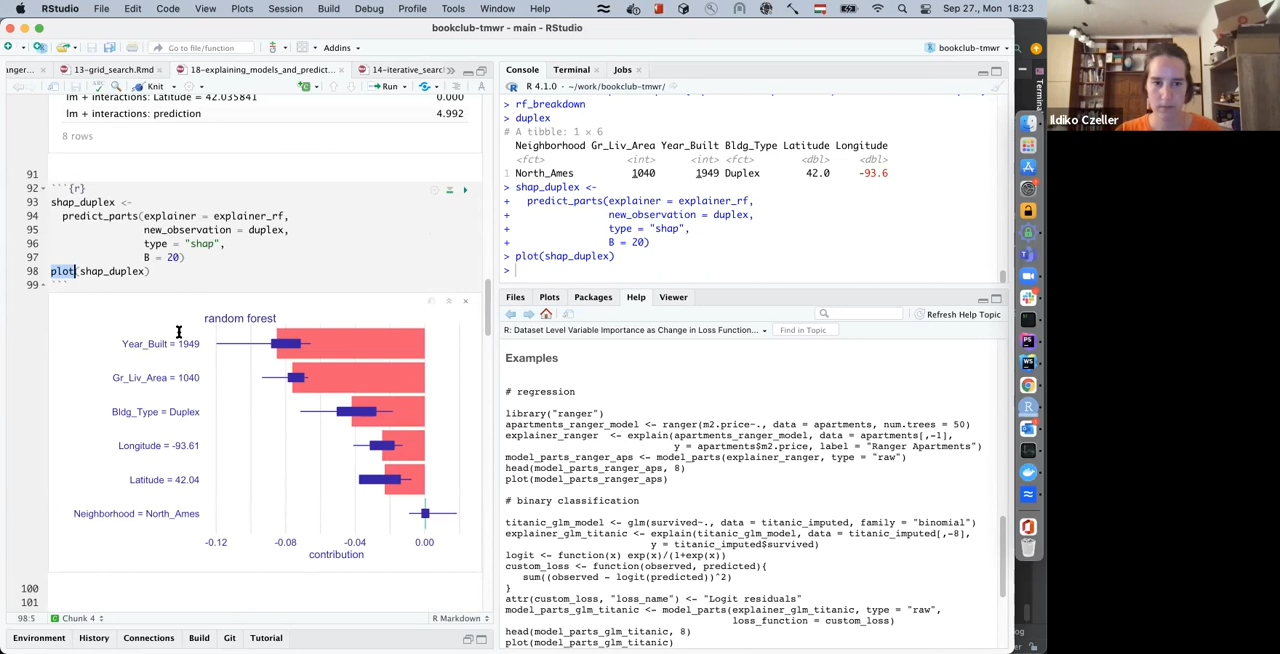 RStudio File Edit Code View Plots Session Build Debug Profile Tools Window Help Sep 27., Mon 18:23
bookclub-tmwr - main - RStudio
Go to file/function Addins bookclub-tmwr
anger... 13-grid_search.Rmd 18-explaining_models_and_predict... 14-iterative_searc
Knit Run
lm + interactions: Latitude = 42.035841 0.000
lm + interactions: prediction 4.992
8 rows
91
92 ```{r}
93 shap_duplex <-
94 predict_parts(explainer = explainer_rf,
95 new_observation = duplex,
96 type = "shap",
97 B = 20)
98 plot(shap_duplex)
99 ```
random forest
Year_Built = 1949
Gr_Liv_Area = 1040
Bldg_Type = Duplex
Longitude = -93.61
Latitude = 42.04
Neighborhood = North_Ames
-0.12 -0.08 -0.04 0.00
contribution
100
101
98:5 Chunk 4 R Markdown
Environment History Connections Build Git Tutorial
Console Terminal Jobs
R 4.1.0 · ~/work/bookclub-tmwr/
> rf_breakdown
> duplex
# A tibble: 1 × 6
Neighborhood Gr_Liv_Area Year_Built Bldg_Type Latitude Longitude
<fct> <int> <int> <fct> <dbl> <dbl>
1 North_Ames 1040 1949 Duplex 42.0 -93.6
> shap_duplex <-
+ predict_parts(explainer = explainer_rf,
+ new_observation = duplex,
+ type = "shap",
+ B = 20)
> plot(shap_duplex)
>
Files Plots Packages Help Viewer
Refresh Help Topic
R: Dataset Level Variable Importance as Change in Loss Function... Find in Topic
Examples
# regression
library("ranger")
apartments_ranger_model <- ranger(m2.price~., data = apartments, num.trees = 50)
explainer_ranger <- explain(apartments_ranger_model, data = apartments[,-1],
y = apartments$m2.price, label = "Ranger Apartments")
model_parts_ranger_aps <- model_parts(explainer_ranger, type = "raw")
head(model_parts_ranger_aps, 8)
plot(model_parts_ranger_aps)
# binary classification
titanic_glm_model <- glm(survived~., data = titanic_imputed, family = "binomial")
explainer_glm_titanic <- explain(titanic_glm_model, data = titanic_imputed[,-8],
y = titanic_imputed$survived)
logit <- function(x) exp(x)/(1+exp(x))
custom_loss <- function(observed, predicted){
sum((observed - logit(predicted))^2)
}
attr(custom_loss, "loss_name") <- "Logit residuals"
model_parts_glm_titanic <- model_parts(explainer_glm_titanic, type = "raw",
loss_function = custom_loss)
head(model_parts_glm_titanic, 8)
plot(model_parts_glm_titanic)
Ildiko Czeller